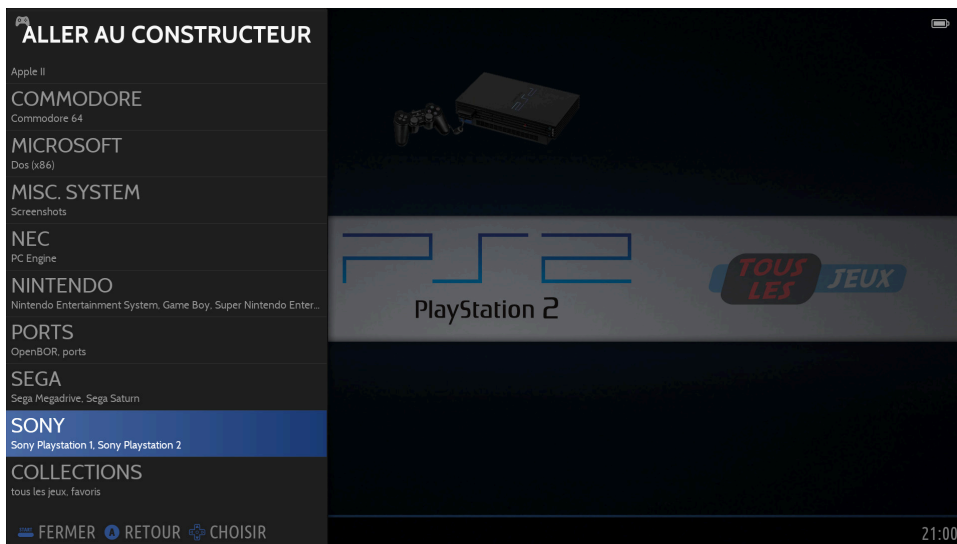 ALLER AU CONSTRUCTEUR
Apple II
COMMODORE
Commodore 64
MICROSOFT
Dos (x86)
MISC. SYSTEM
Screenshots
NEC
PC Engine
NINTENDO
Nintendo Entertainment System, Game Boy, Super Nintendo Enter...
PORTS
OpenBOR, ports
SEGA
Sega Megadrive, Sega Saturn
SONY
Sony Playstation 1, Sony Playstation 2
COLLECTIONS
tous les jeux, favoris
START FERMER A RETOUR CHOISIR
PS2
PlayStation 2
TOUS
LES
JEUX
21:00